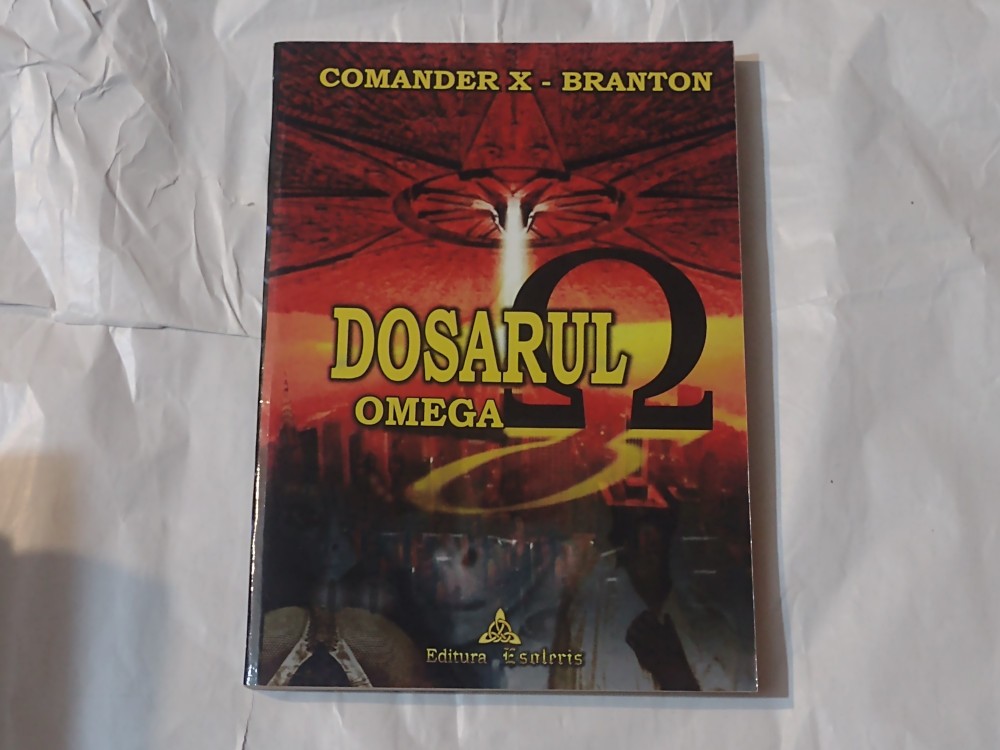 COMANDER X - BRANTON
DOSARUL
Ω
OMEGA
Editura Esoteris